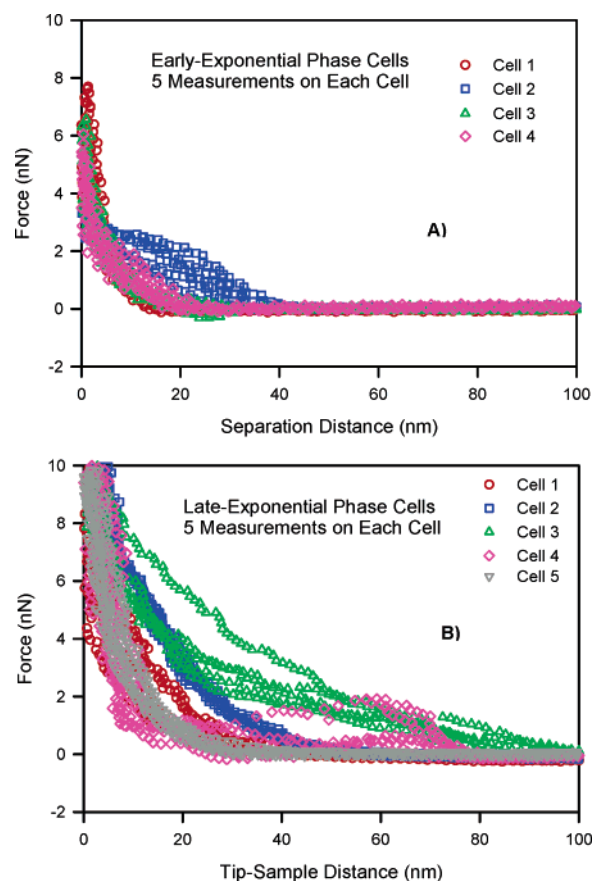 Early-Exponential Phase Cells
5 Measurements on Each Cell
Cell 1
Cell 2
Cell 3
Cell 4
A)
Force (nN)
10
8
6
4
2
0
-2
0
20
40
60
80
100
Separation Distance (nm)
Late-Exponential Phase Cells
5 Measurements on Each Cell
Cell 1
Cell 2
Cell 3
Cell 4
Cell 5
B)
Force (nN)
10
8
6
4
2
0
-2
0
20
40
60
80
100
Tip-Sample Distance (nm)